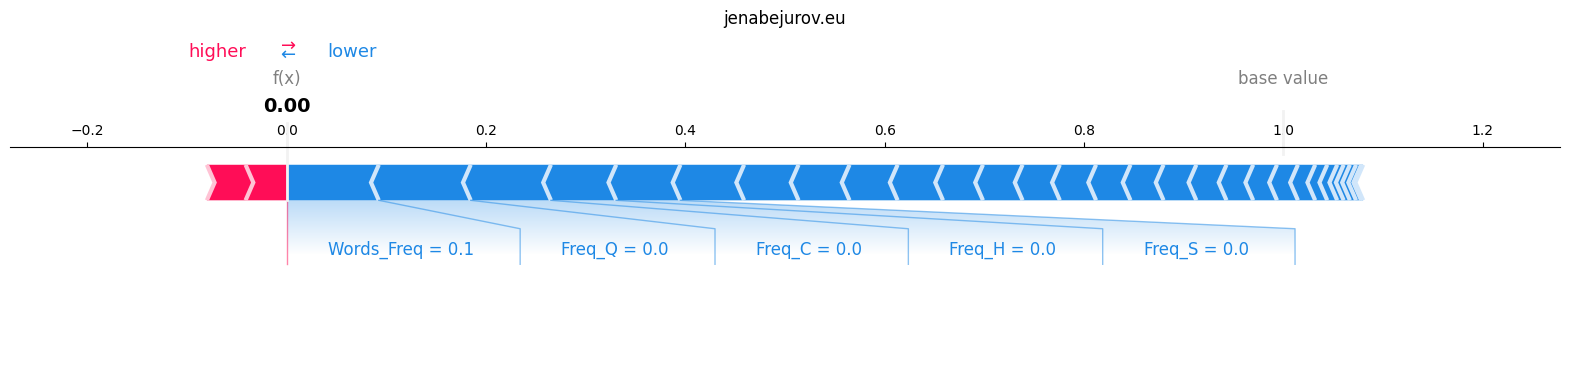 jenabejurov.eu
higher ⇄ lower
f(x) base value
0.00
−0.2 0.0 0.2 0.4 0.6 0.8 1.0 1.2
Words_Freq = 0.1 Freq_Q = 0.0 Freq_C = 0.0 Freq_H = 0.0 Freq_S = 0.0